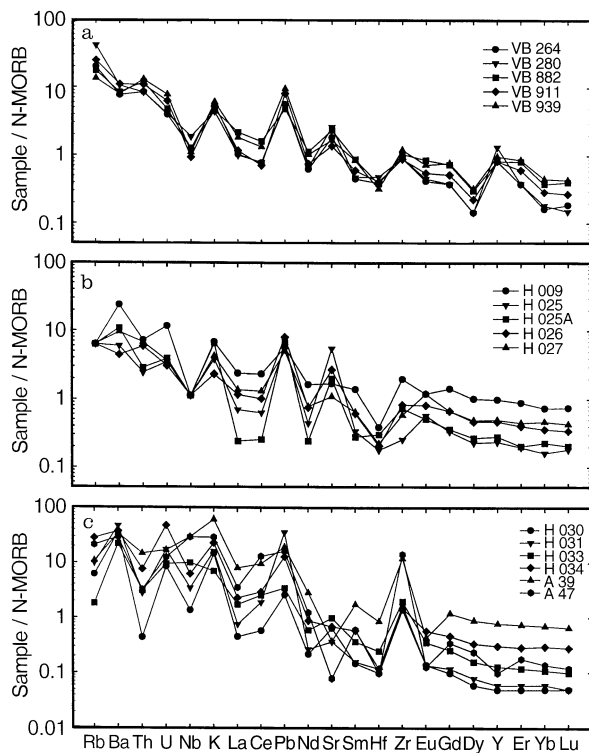 a
100
10
1
0.1
Sample / N-MORB
VB 264
VB 280
VB 882
VB 911
VB 939
b
100
10
1
0.1
Sample / N-MORB
H 009
H 025
H 025A
H 026
H 027
c
100
10
1
0.1
0.01
Sample / N-MORB
H 030
H 031
H 033
H 034
A 39
A 47
Rb Ba Th U Nb K La Ce Pb Nd Sr Sm Hf Zr Eu Gd Dy Y Er Yb Lu